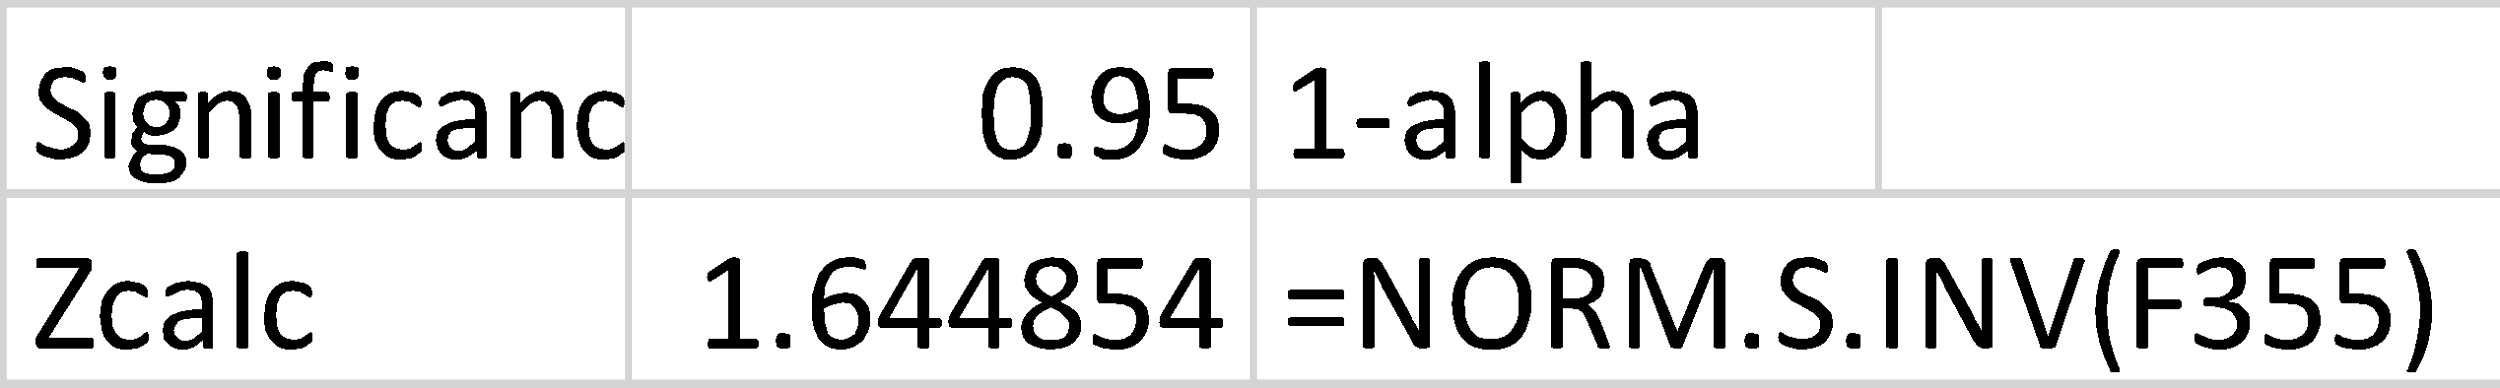 Significanc 0.95 1-alpha
Zcalc 1.644854 =NORM.S.INV(F355)